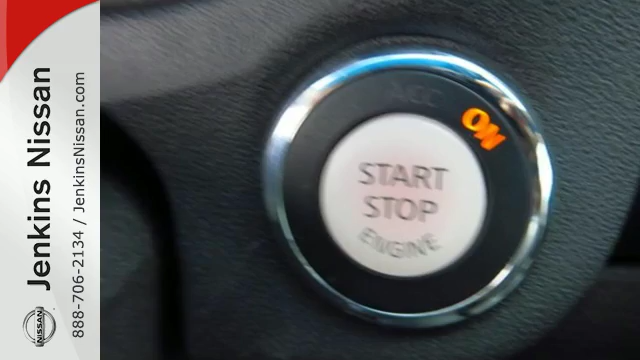 Jenkins Nissan
888-706-2134 / JenkinsNissan.com
NISSAN
ACC
ON
START
STOP
ENGINE